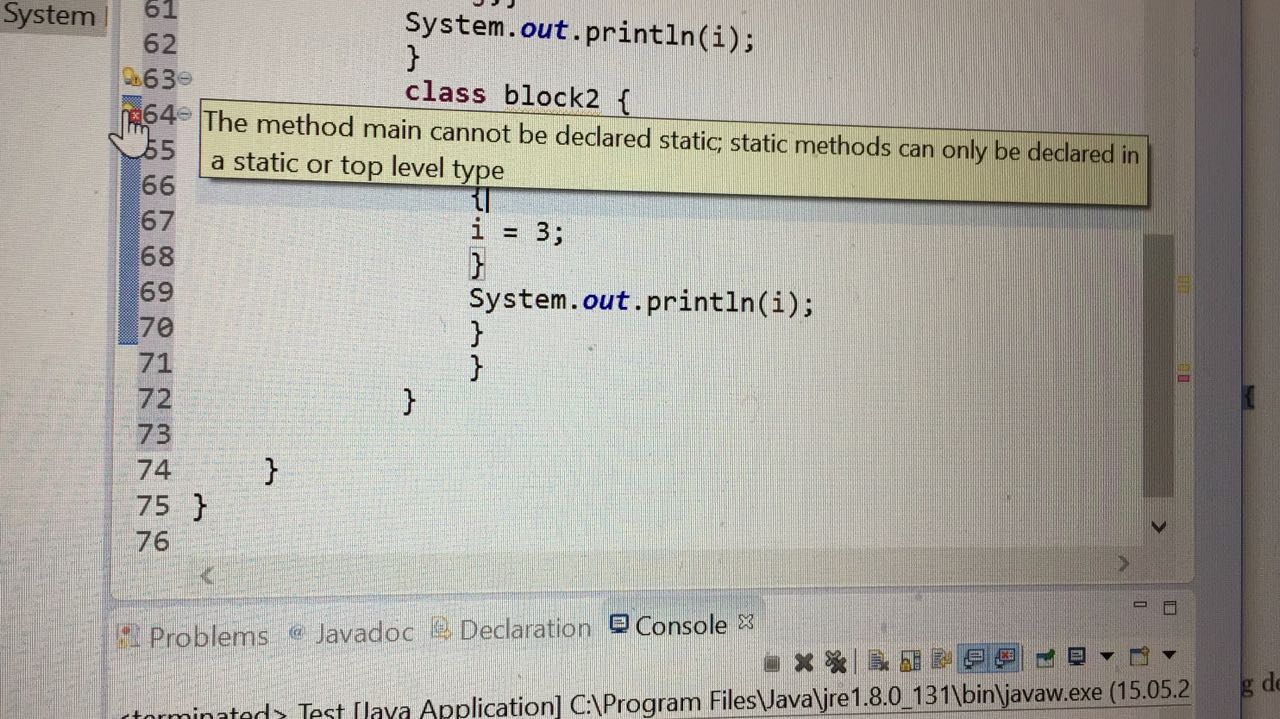 System
61
62 System.out.println(i);
}
63 class block2 {
64 The method main cannot be declared static; static methods can only be declared in
65 a static or top level type
66 {
67 i = 3;
68 }
69 System.out.println(i);
70 }
71 }
72 }
73
74 }
75 }
76
{
Problems @ Javadoc Declaration Console
<terminated> Test [Java Application] C:\Program Files\Java\jre1.8.0_131\bin\javaw.exe (15.05.2